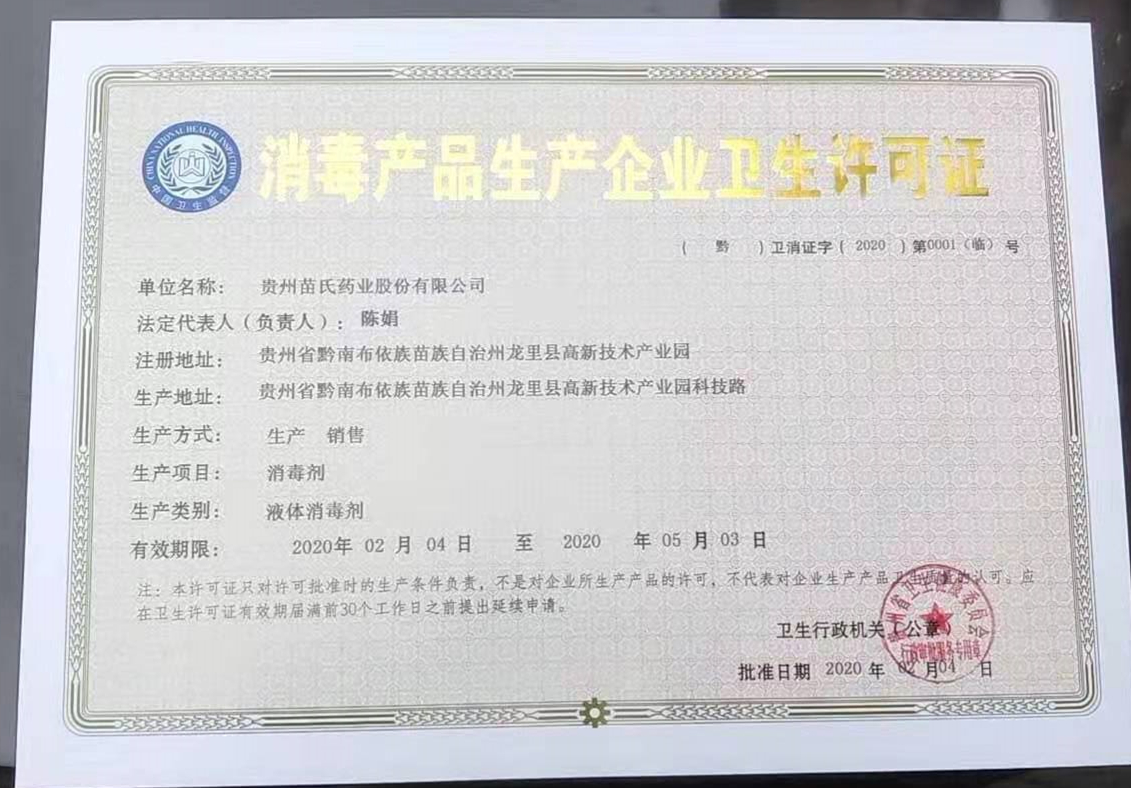 CHINA NATIONAL HEALTH INSPECTION
中国卫生监督
消毒产品生产企业卫生许可证
( 黔 )卫消证字( 2020 )第0001(临)号
单位名称: 贵州苗氏药业股份有限公司
法定代表人(负责人): 陈娟
注册地址: 贵州省黔南布依族苗族自治州龙里县高新技术产业园
生产地址: 贵州省黔南布依族苗族自治州龙里县高新技术产业园科技路
生产方式: 生产 销售
生产项目: 消毒剂
生产类别: 液体消毒剂
有效期限: 2020年 02 月 04 日 至 2020 年 05 月 03 日
注: 本许可证只对许可批准时的生产条件负责,不是对企业所生产产品的许可,不代表对企业生产产品卫生质量的认可。应
在卫生许可证有效期届满前30个工作日之前提出延续申请。
贵州省卫生健康委员会
行政审批服务专用章
卫生行政机关(公章)
批准日期 2020 年 02 月 04 日